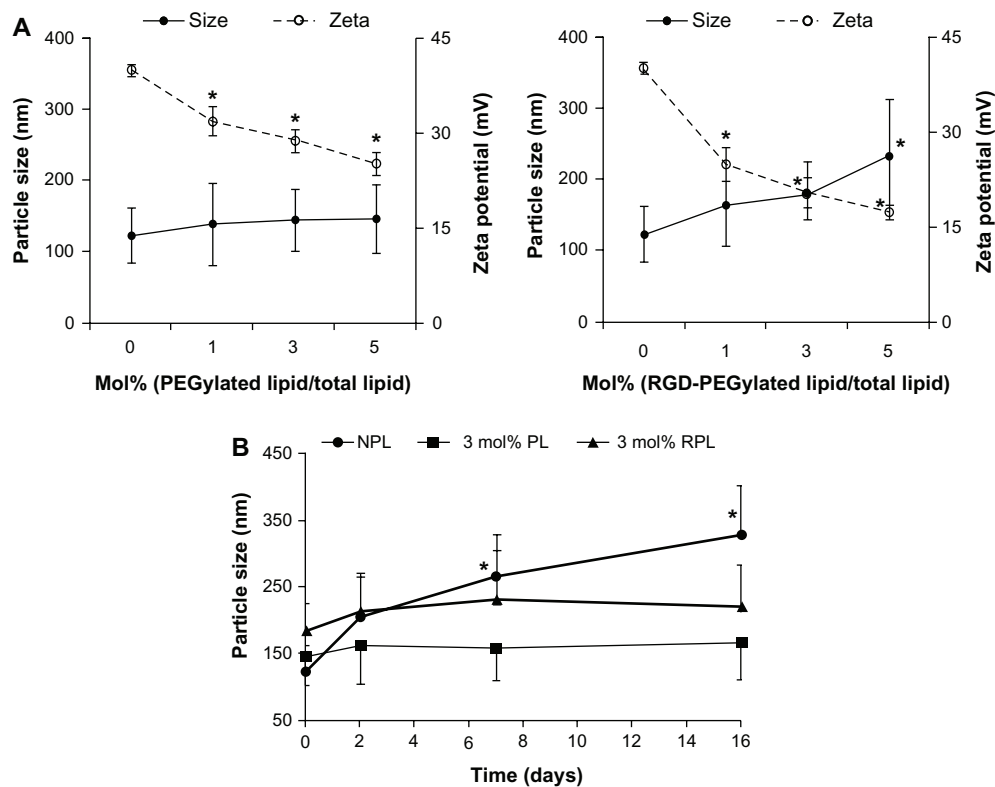 A
Size Zeta
400
300
200
100
0
45
30
15
0
Particle size (nm)
Zeta potential (mV)
0 1 3 5
Mol% (PEGylated lipid/total lipid)
* * *
Size Zeta
400
300
200
100
0
45
30
15
0
Particle size (nm)
Zeta potential (mV)
0 1 3 5
Mol% (RGD-PEGylated lipid/total lipid)
* * * *
B
NPL 3 mol% PL 3 mol% RPL
450
350
250
150
50
Particle size (nm)
* *
0 2 4 6 8 10 12 14 16
Time (days)